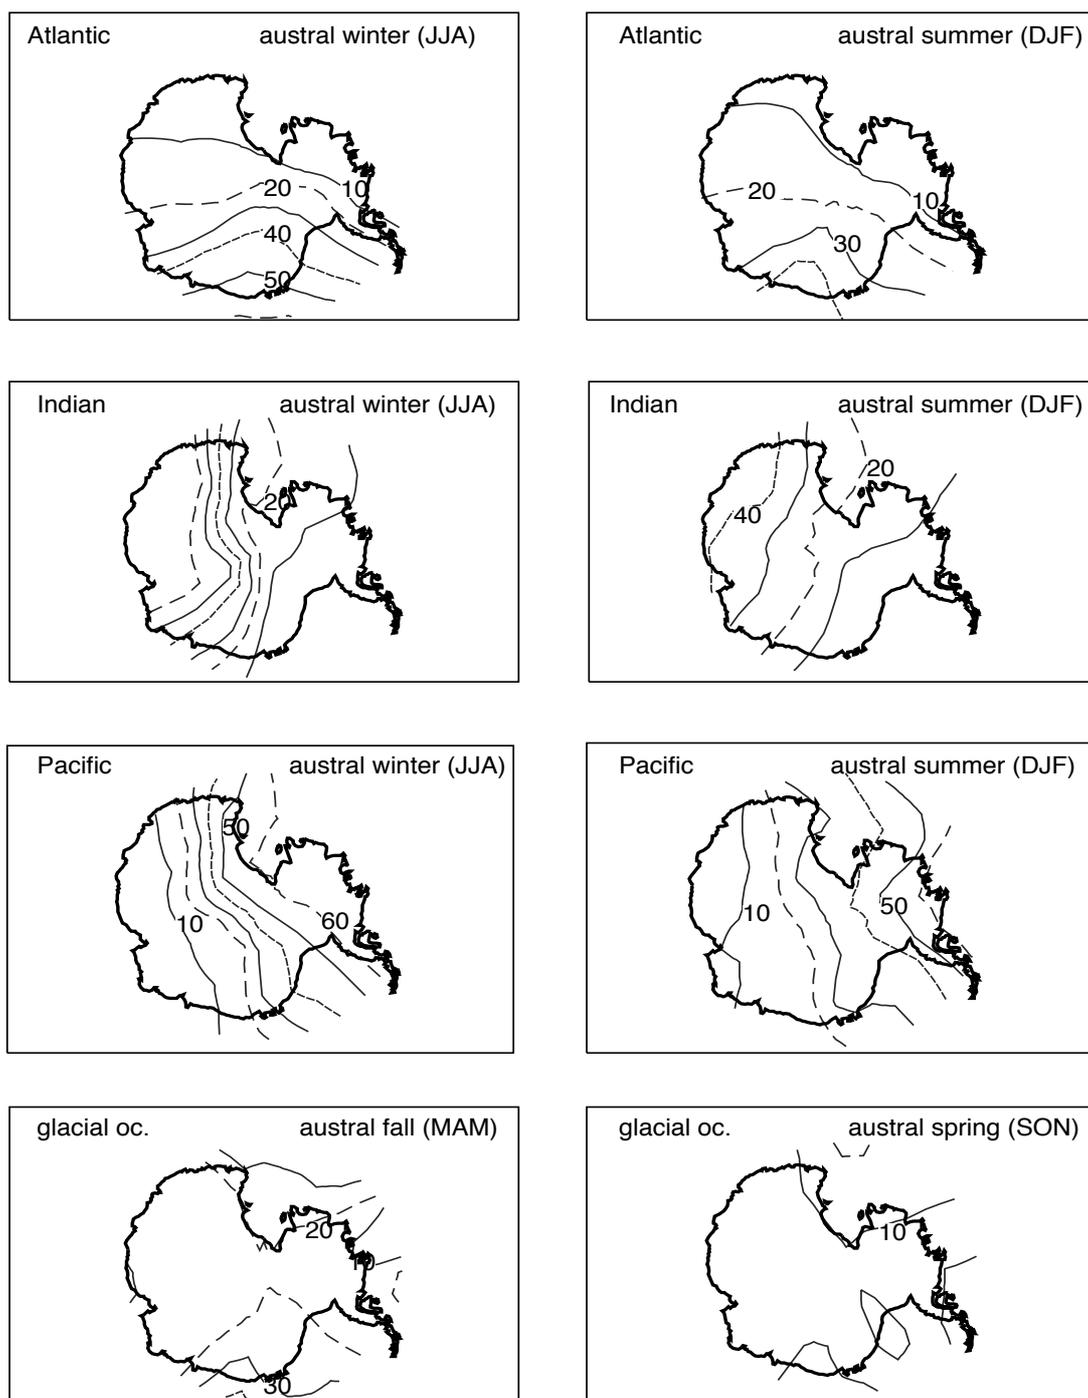 Atlantic austral winter (JJA)
20
10
40
50
Atlantic austral summer (DJF)
20
10
30
Indian austral winter (JJA)
20
Indian austral summer (DJF)
20
40
Pacific austral winter (JJA)
50
10
60
Pacific austral summer (DJF)
10
50
glacial oc. austral fall (MAM)
20
10
30
glacial oc. austral spring (SON)
10